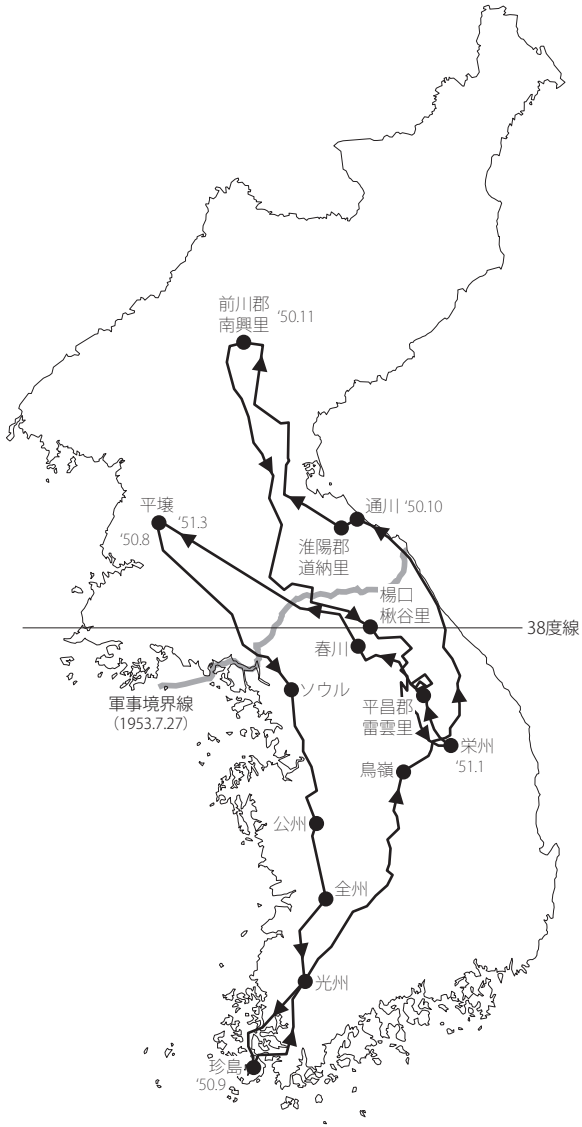 前川郡
南興里
'50.11
平壌
'51.3
'50.8
通川 '50.10
淮陽郡
道納里
楊口
楸谷里
38度線
春川
軍事境界線
（1953.7.27）
ソウル
平昌郡
雷雲里
栄州
'51.1
鳥嶺
公州
全州
光州
珍島
'50.9